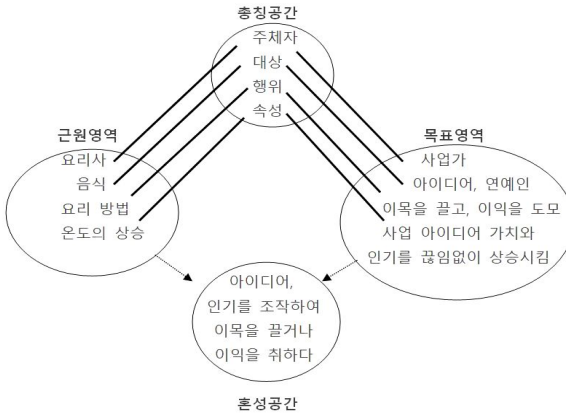 총칭공간
주체자
대상
행위
속성
근원영역
요리사
음식
요리 방법
온도의 상승
목표영역
사업가
아이디어, 연예인
이목을 끌고, 이익을 도모
사업 아이디어 가치와
인기를 끊임없이 상승시킴
아이디어,
인기를 조작하여
이목을 끌거나
이익을 취하다
혼성공간